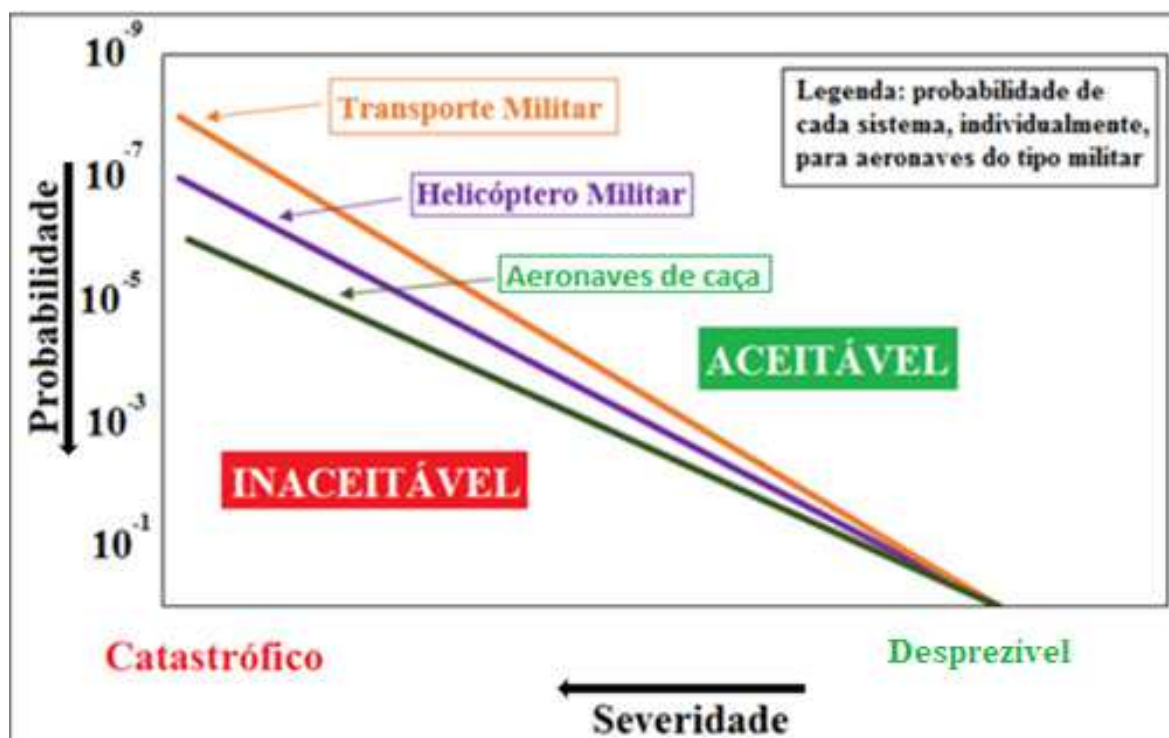 10⁻⁹
Transporte Militar
Legenda: probabilidade de
cada sistema, individualmente,
para aeronaves do tipo militar
10⁻⁷
Helicóptero Militar
Aeronaves de caça
10⁻⁵
Probabilidade
ACEITÁVEL
10⁻³
INACEITÁVEL
10⁻¹
Catastrófico
Desprezivel
Severidade